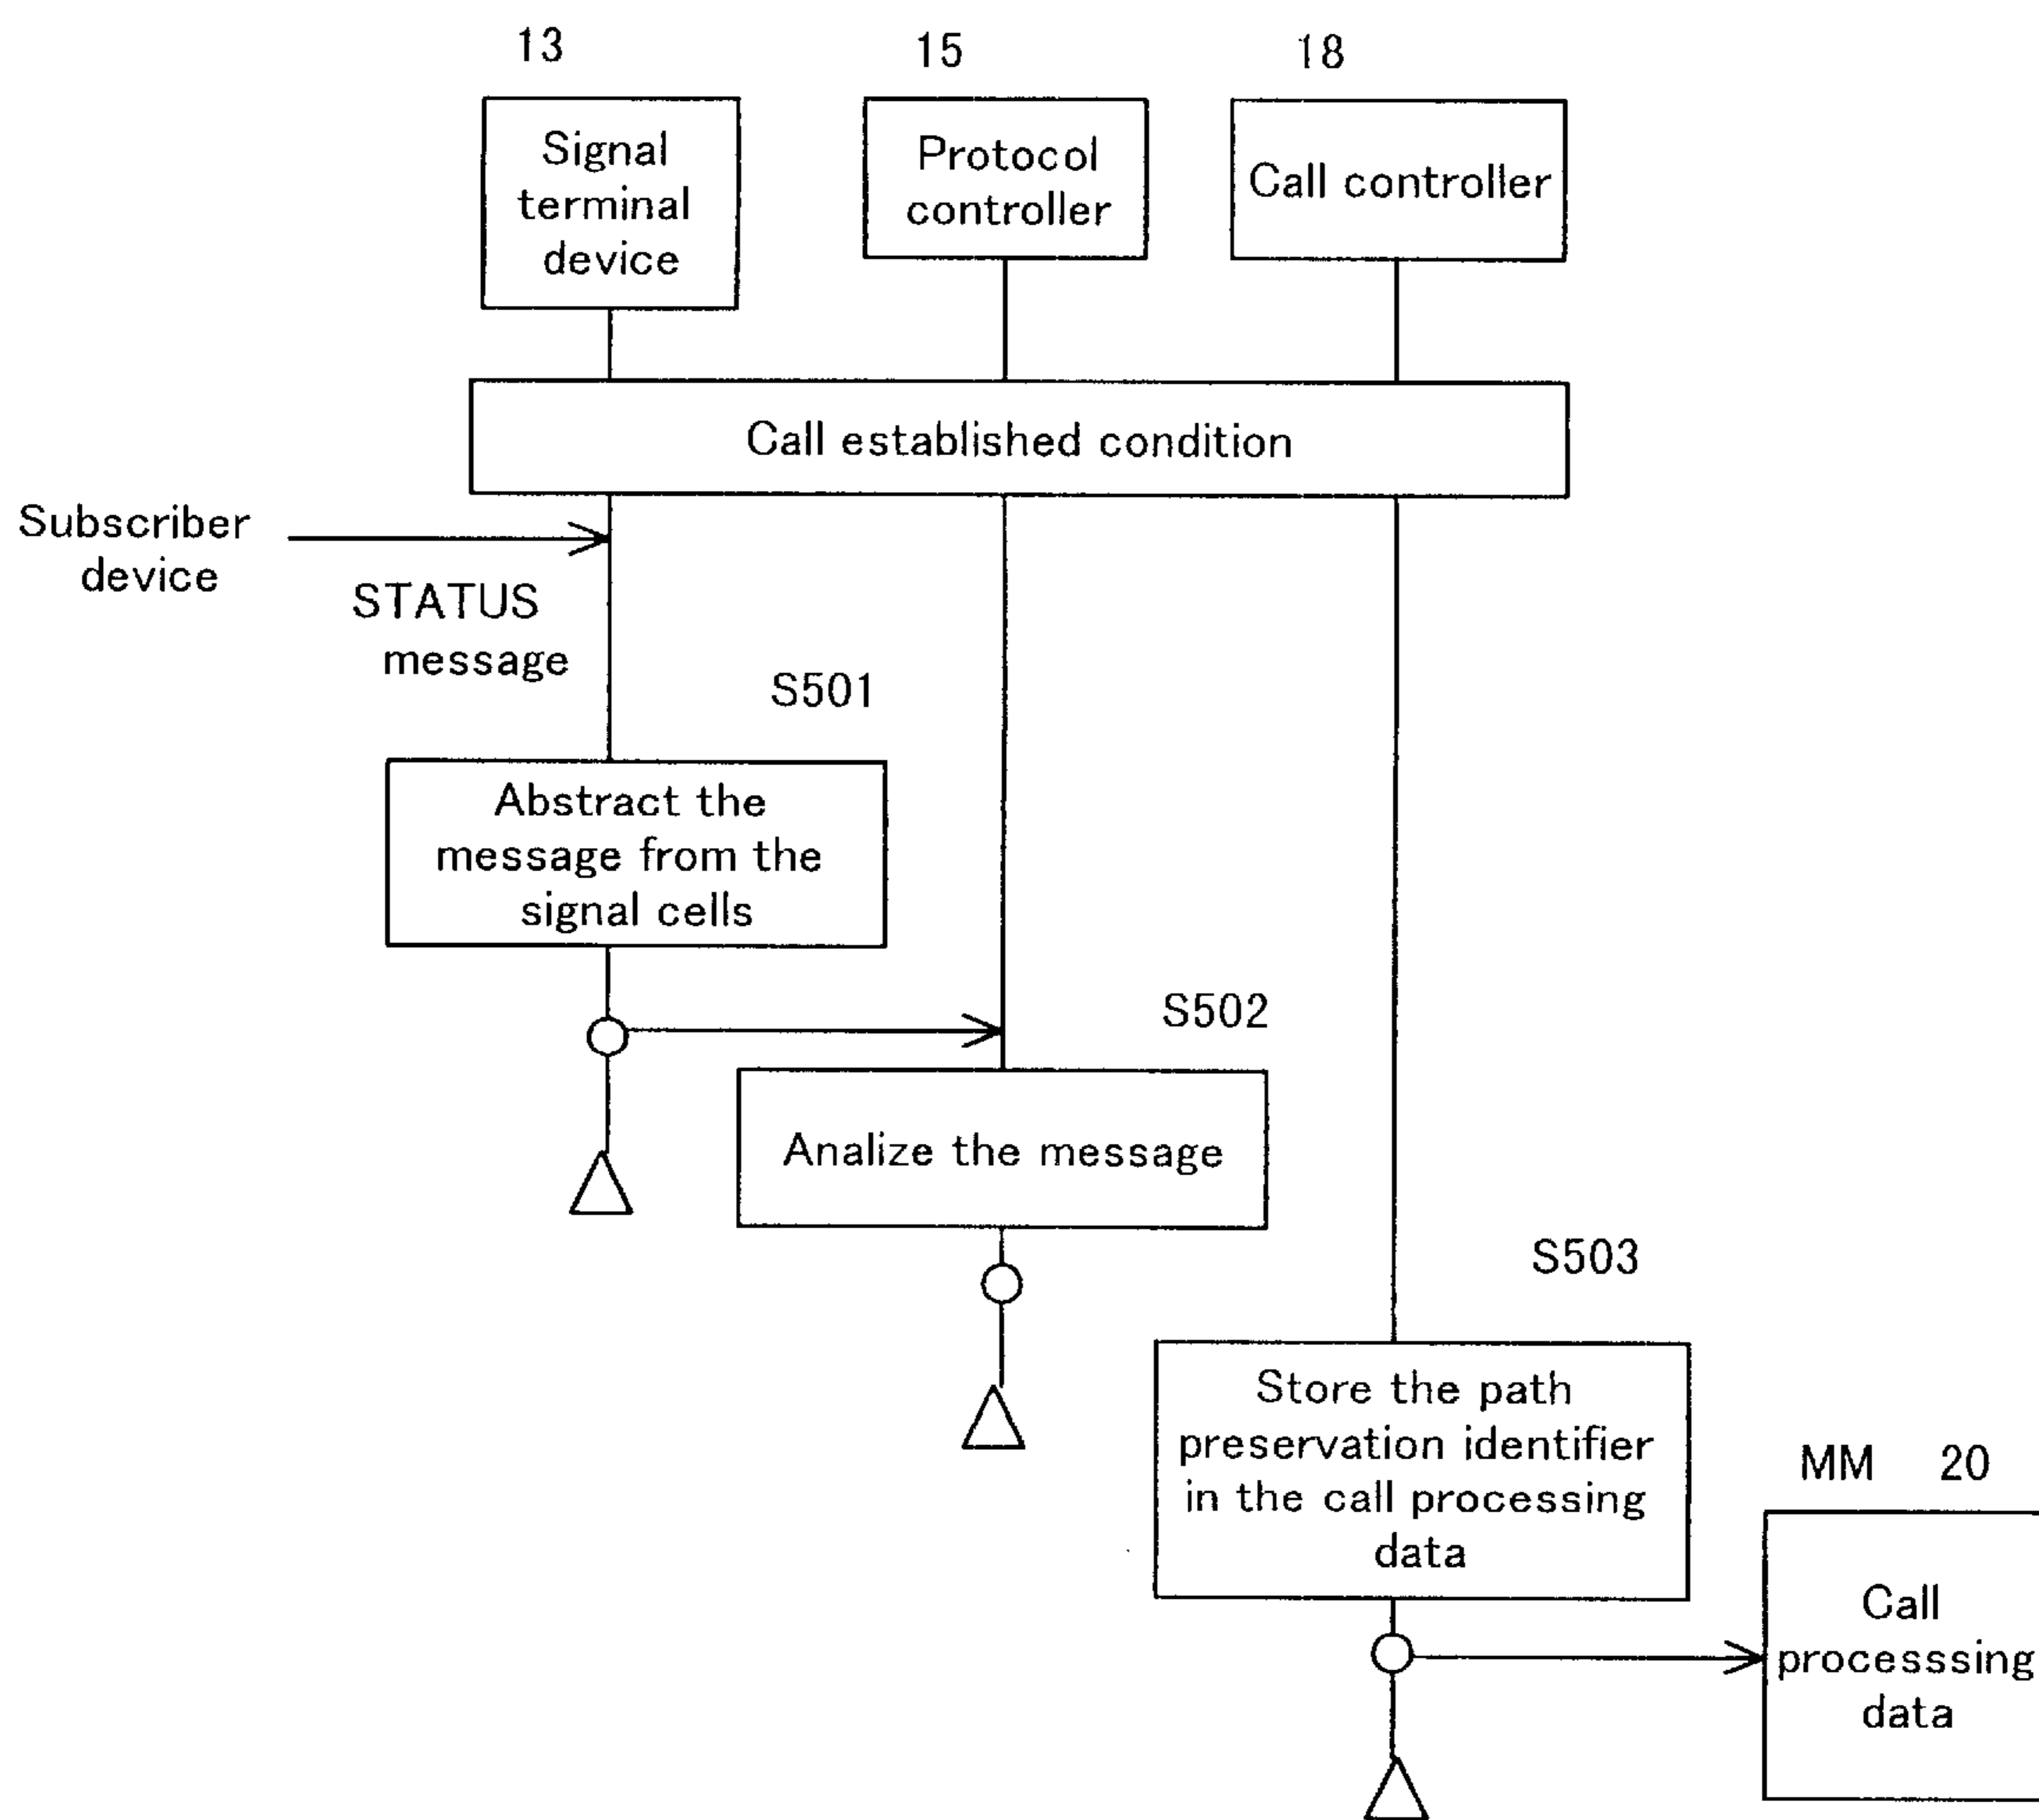 13
15
18
Signal
terminal
device
Protocol
controller
Call controller
Call established condition
Subscriber
device
STATUS
message
S501
Abstract the
message from the
signal cells
S502
Analize the message
S503
Store the path
preservation identifier
in the call processing
data
MM 20
Call
processsing
data